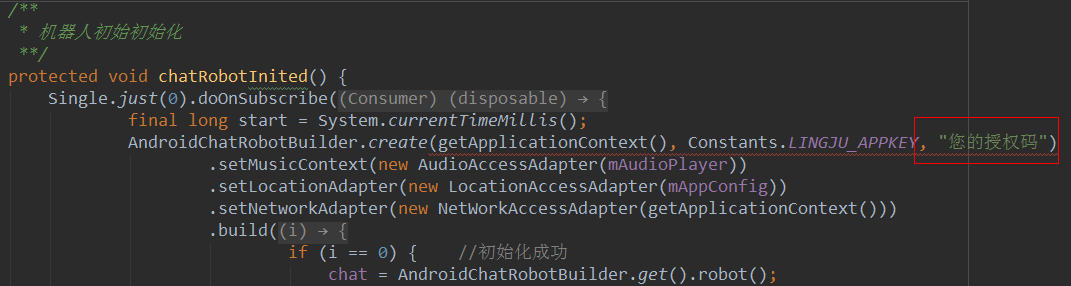 /**
* 机器人初始初始化
**/
protected void chatRobotInited() {
Single.just(0).doOnSubscribe((Consumer) (disposable) → {
final long start = System.currentTimeMillis();
AndroidChatRobotBuilder.create(getApplicationContext(), Constants.LINGJU_APPKEY, "您的授权码")
.setMusicContext(new AudioAccessAdapter(mAudioPlayer))
.setLocationAdapter(new LocationAccessAdapter(mAppConfig))
.setNetworkAdapter(new NetWorkAccessAdapter(getApplicationContext()))
.build((i) → {
if (i == 0) { //初始化成功
chat = AndroidChatRobotBuilder.get().robot();